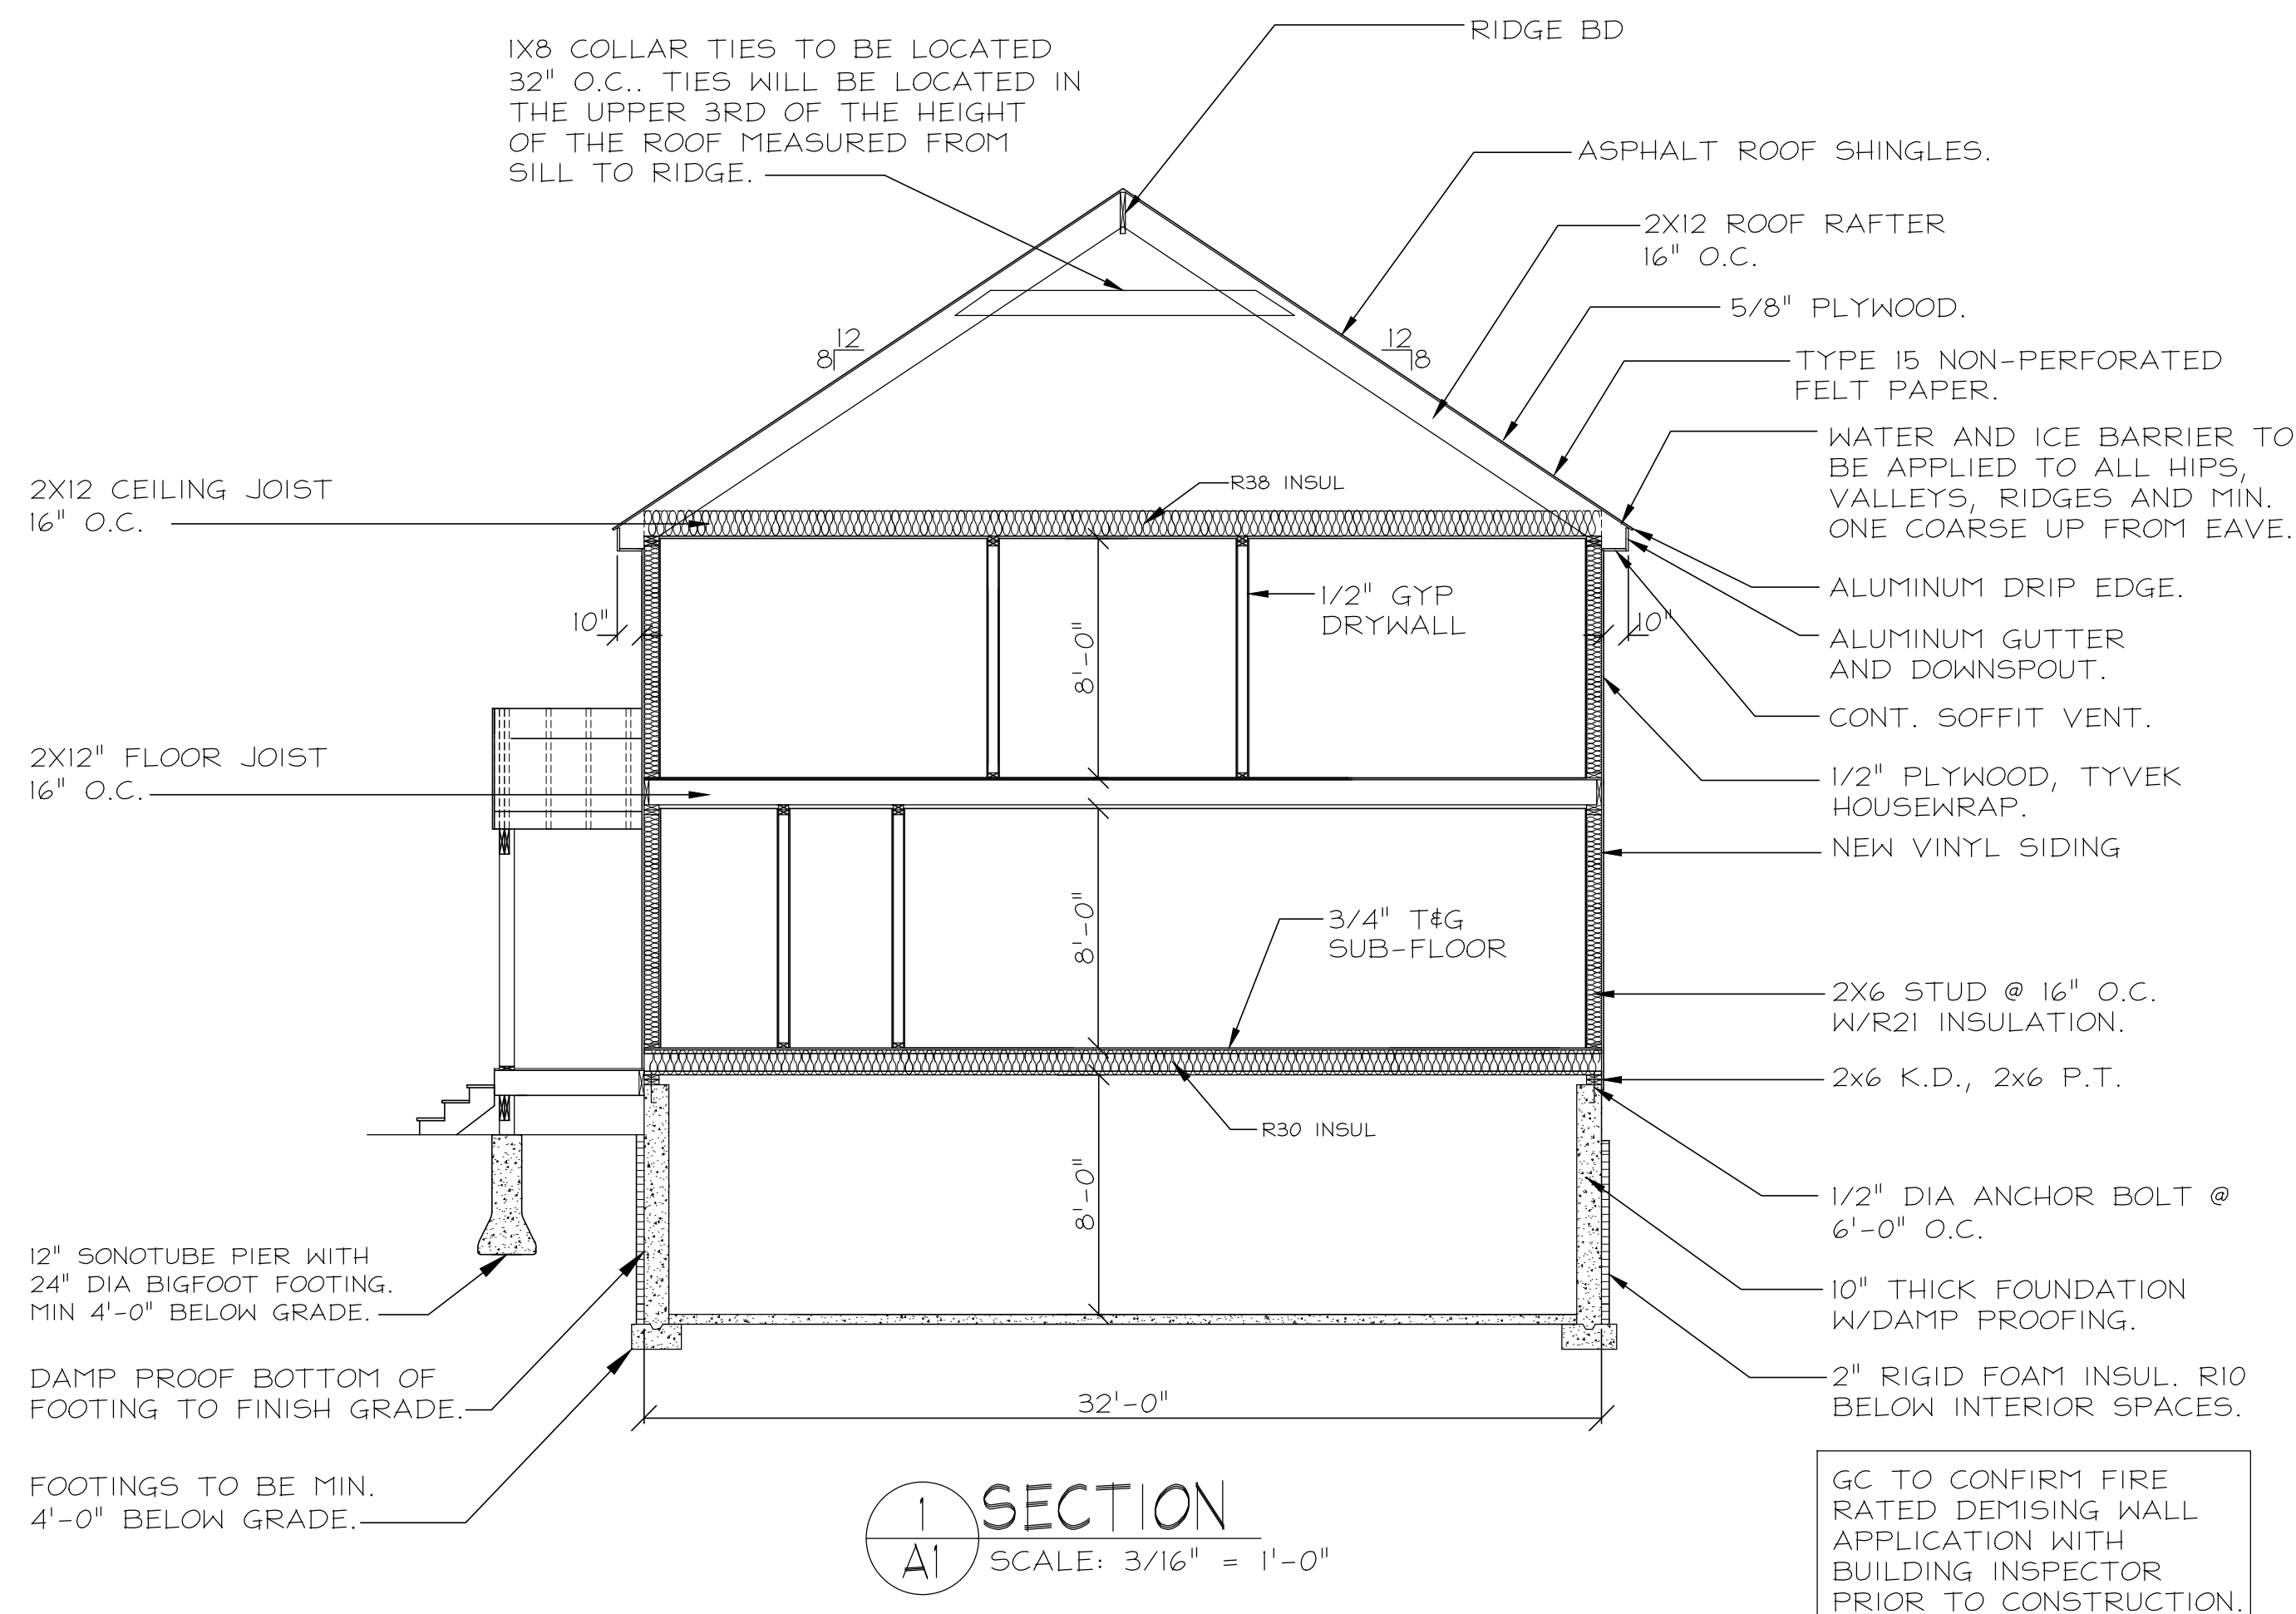 RIDGE BD
1X8 COLLAR TIES TO BE LOCATED
32" O.C.. TIES WILL BE LOCATED IN
THE UPPER 3RD OF THE HEIGHT
OF THE ROOF MEASURED FROM
SILL TO RIDGE.
ASPHALT ROOF SHINGLES.
2X12 ROOF RAFTER
16" O.C.
5/8" PLYWOOD.
12
8
12
8
TYPE 15 NON-PERFORATED
FELT PAPER.
WATER AND ICE BARRIER TO
BE APPLIED TO ALL HIPS,
VALLEYS, RIDGES AND MIN.
ONE COARSE UP FROM EAVE.
2X12 CEILING JOIST
16" O.C.
R38 INSUL
ALUMINUM DRIP EDGE.
1/2" GYP
DRYWALL
10"
10"
8'-0"
ALUMINUM GUTTER
AND DOWNSPOUT.
CONT. SOFFIT VENT.
2X12" FLOOR JOIST
16" O.C.
1/2" PLYWOOD, TYVEK
HOUSEWRAP.
NEW VINYL SIDING
8'-0"
3/4" T&G
SUB-FLOOR
2X6 STUD @ 16" O.C.
W/R21 INSULATION.
2x6 K.D., 2x6 P.T.
R30 INSUL
8'-0"
1/2" DIA ANCHOR BOLT @
6'-0" O.C.
12" SONOTUBE PIER WITH
24" DIA BIGFOOT FOOTING.
MIN 4'-0" BELOW GRADE.
10" THICK FOUNDATION
W/DAMP PROOFING.
DAMP PROOF BOTTOM OF
FOOTING TO FINISH GRADE.
2" RIGID FOAM INSUL. R10
BELOW INTERIOR SPACES.
32'-0"
FOOTINGS TO BE MIN.
4'-0" BELOW GRADE.
1
A1
SECTION
SCALE: 3/16" = 1'-0"
GC TO CONFIRM FIRE
RATED DEMISING WALL
APPLICATION WITH
BUILDING INSPECTOR
PRIOR TO CONSTRUCTION.